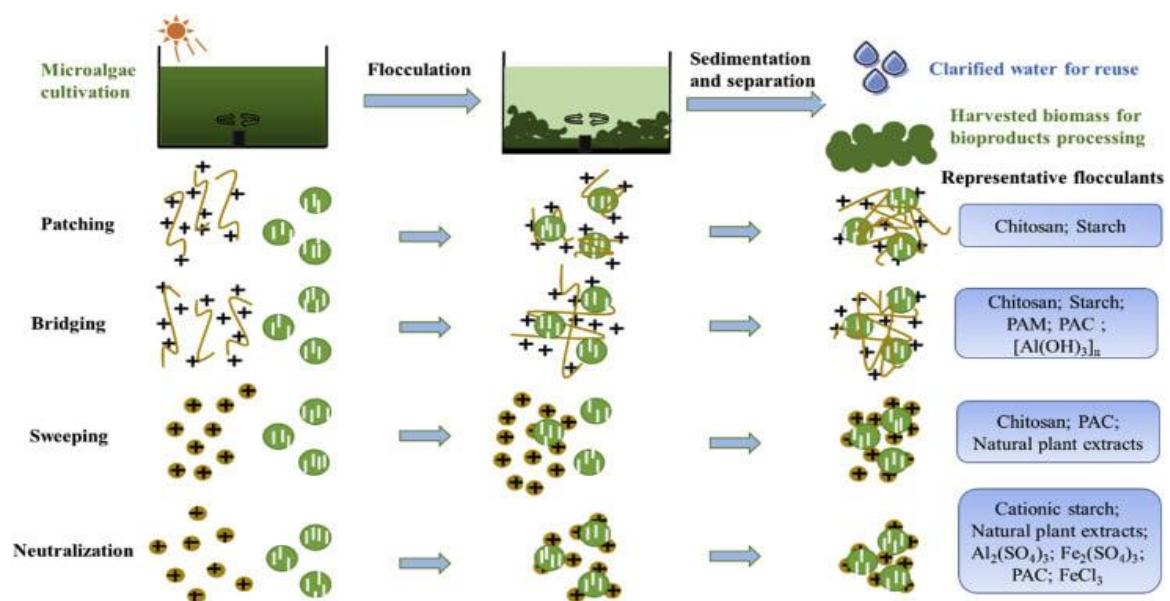 Microalgae
cultivation
Flocculation
Sedimentation
and separation
Clarified water for reuse
Harvested biomass for
bioproducts processing
Representative flocculants
Patching
Chitosan; Starch
Bridging
Chitosan; Starch;
PAM; PAC ;
[Al(OH)₃]ₙ
Sweeping
Chitosan; PAC;
Natural plant extracts
Neutralization
Cationic starch;
Natural plant extracts;
Al₂(SO₄)₃; Fe₂(SO₄)₃;
PAC; FeCl₃